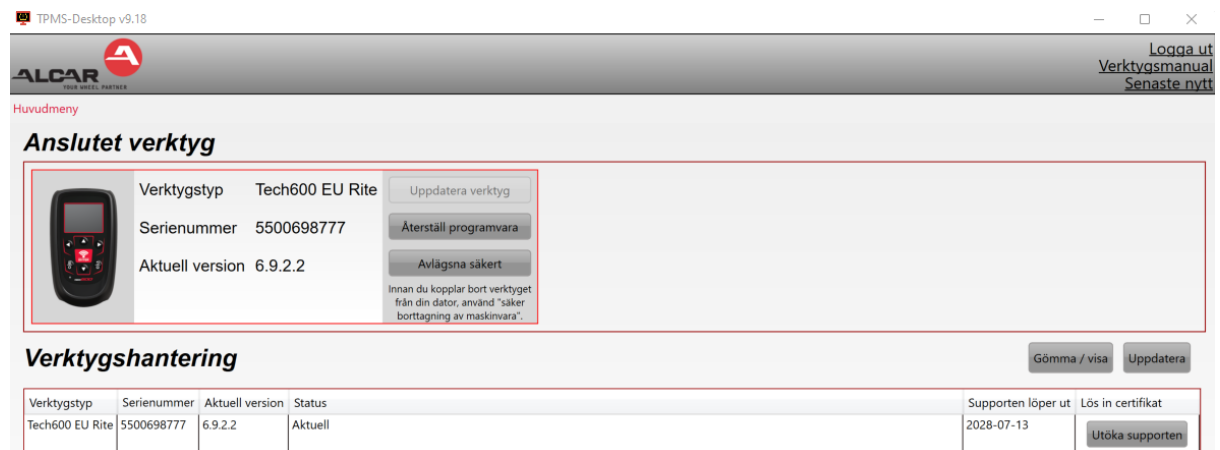 TPMS-Desktop v9.18
ALCAR
YOUR WHEEL PARTNER
Logga ut
Verktygsmanual
Senaste nytt
Huvudmeny
Anslutet verktyg
Verktygstyp Tech600 EU Rite
Uppdatera verktyg
Serienummer 5500698777
Återställ programvara
Aktuell version 6.9.2.2
Avlägsna säkert
Innan du kopplar bort verktyget
från din dator, använd "säker
borttagning av maskinvara".
Verktygshantering
Gömma / visa
Uppdatera
Verktygstyp Serienummer Aktuell version Status Supporten löper ut Lös in certifikat
Tech600 EU Rite 5500698777 6.9.2.2 Aktuell 2028-07-13
Utöka supporten